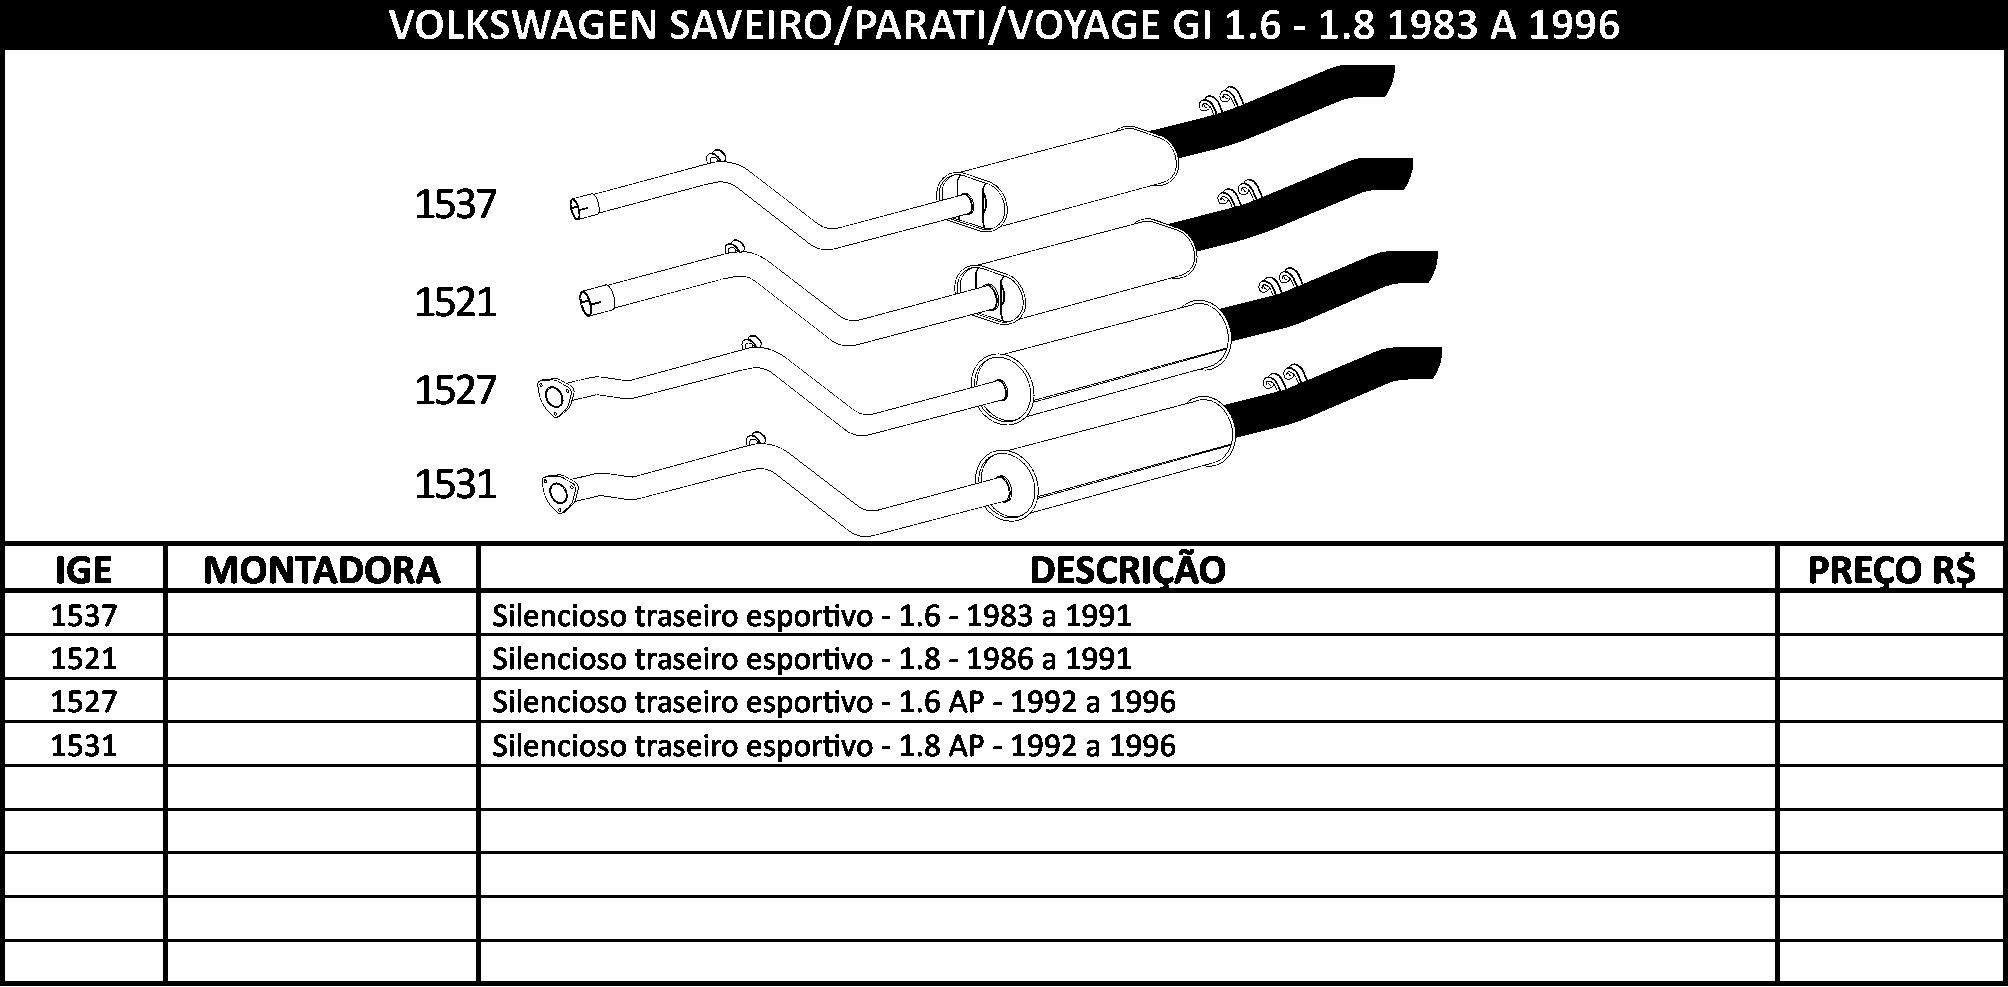 VOLKSWAGEN SAVEIRO/PARATI/VOYAGE GI 1.6 - 1.8 1983 A 1996
1537
1521
1527
1531
IGE MONTADORA DESCRIÇÃO PREÇO R$
1537 Silencioso traseiro esportivo - 1.6 - 1983 a 1991
1521 Silencioso traseiro esportivo - 1.8 - 1986 a 1991
1527 Silencioso traseiro esportivo - 1.6 AP - 1992 a 1996
1531 Silencioso traseiro esportivo - 1.8 AP - 1992 a 1996